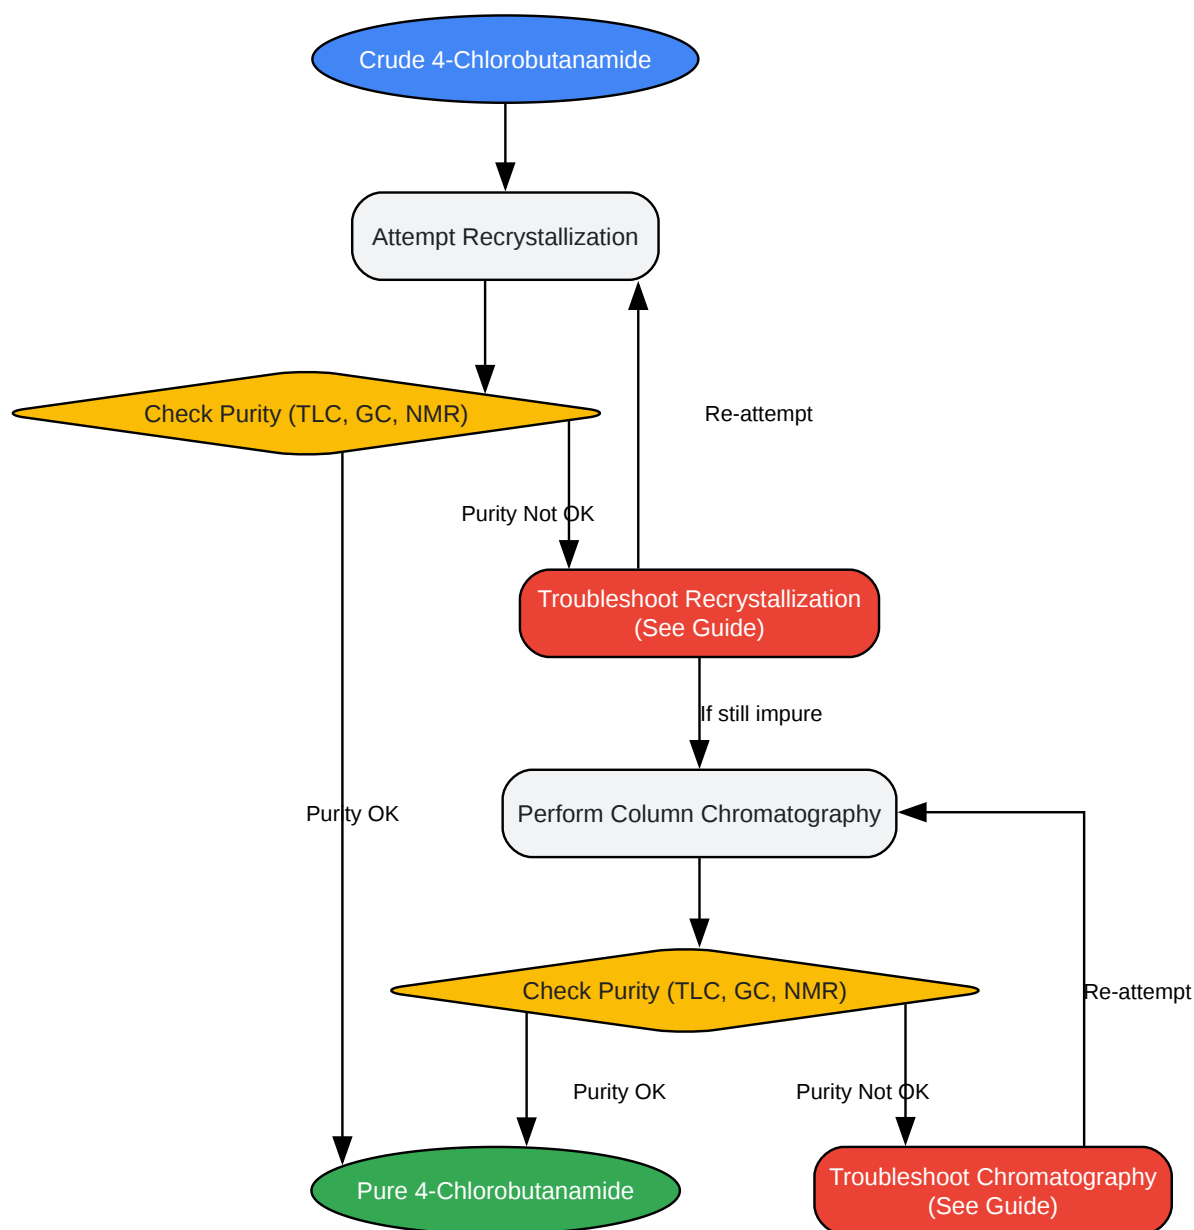 Crude 4-Chlorobutanamide
Attempt Recrystallization
Check Purity (TLC, GC, NMR)
Re-attempt
Purity Not OK
Troubleshoot Recrystallization
(See Guide)
If still impure
Purity OK
Perform Column Chromatography
Check Purity (TLC, GC, NMR)
Re-attempt
Purity OK
Purity Not OK
Pure 4-Chlorobutanamide
Troubleshoot Chromatography
(See Guide)